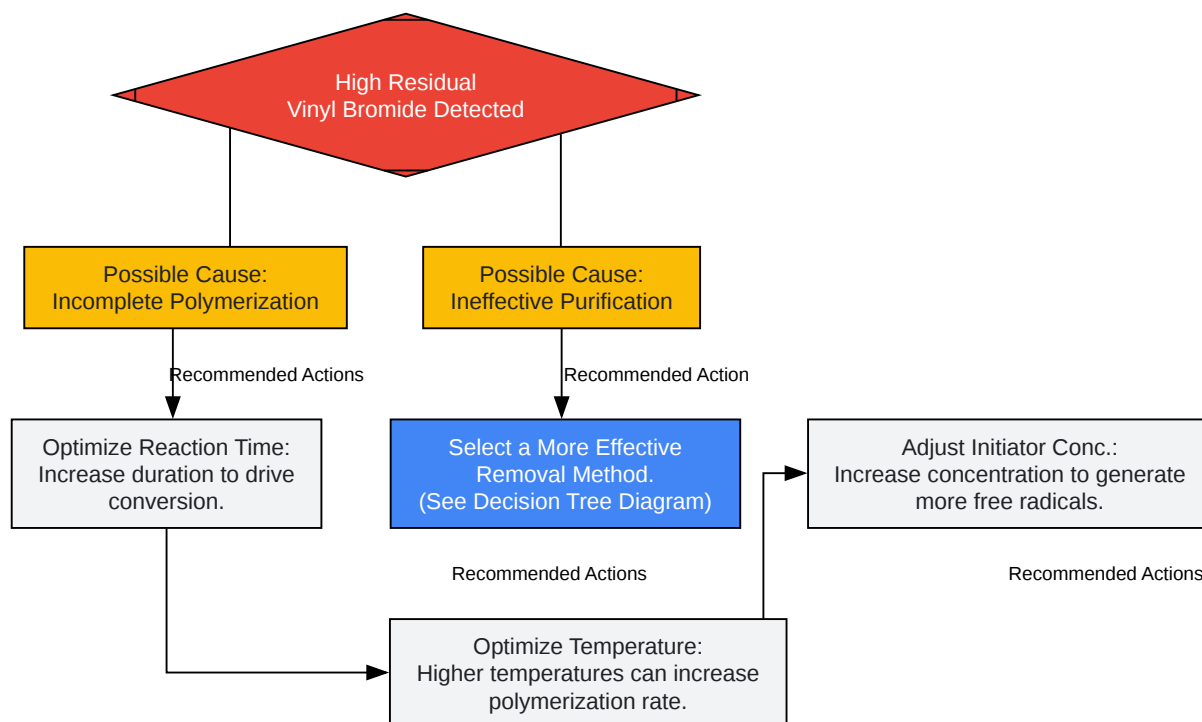 High Residual
Vinyl Bromide Detected
Possible Cause:
Incomplete Polymerization
Possible Cause:
Ineffective Purification
Recommended Actions
Recommended Action
Optimize Reaction Time:
Increase duration to drive
conversion.
Select a More Effective
Removal Method.
(See Decision Tree Diagram)
Adjust Initiator Conc.:
Increase concentration to generate
more free radicals.
Recommended Actions
Recommended Actions
Optimize Temperature:
Higher temperatures can increase
polymerization rate.